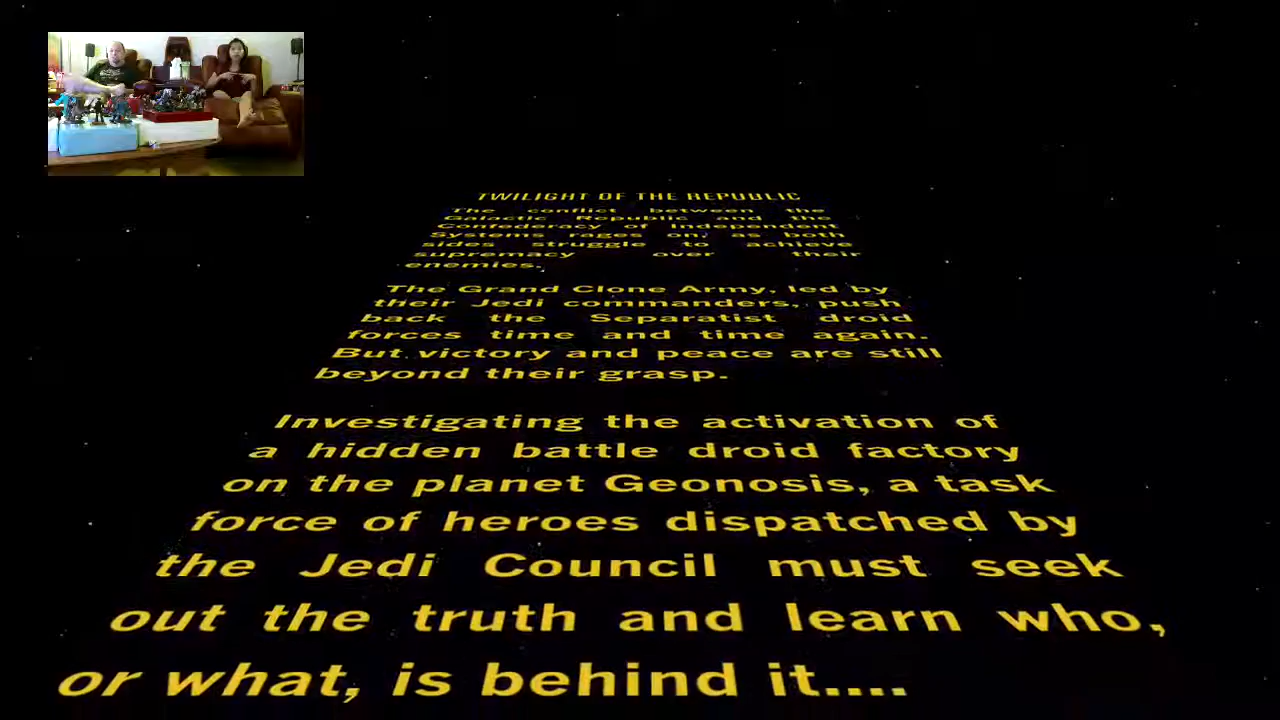 TWILIGHT OF THE REPUBLIC
The conflict between the
Galactic Republic and the
Confederacy of Independent
Systems rages on, as both
sides struggle to achieve
supremacy over their
enemies.
The Grand Clone Army, led by
their Jedi commanders, push
back the Separatist droid
forces time and time again.
But victory and peace are still
beyond their grasp.
Investigating the activation of
a hidden battle droid factory
on the planet Geonosis, a task
force of heroes dispatched by
the Jedi Council must seek
out the truth and learn who,
or what, is behind it....